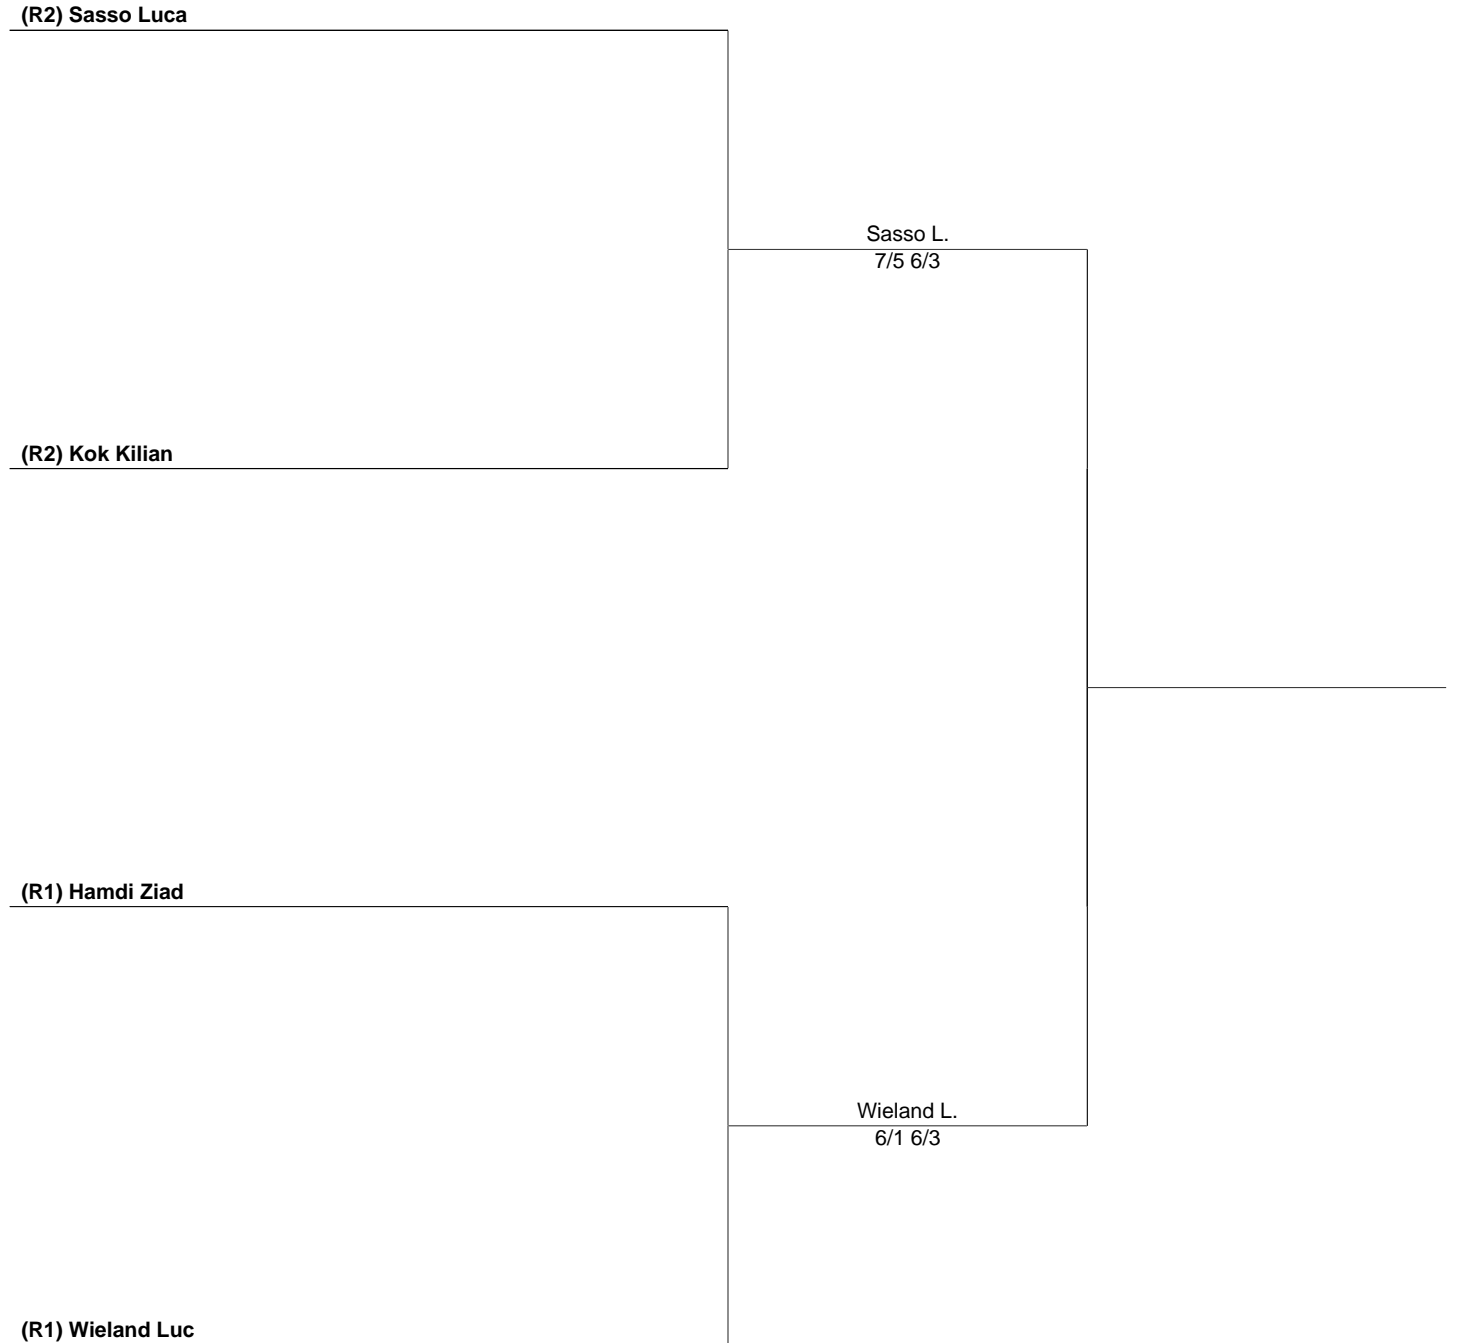 (R2) Sasso Luca
Sasso L.
7/5 6/3
(R2) Kok Kilian
(R1) Hamdi Ziad
Wieland L.
6/1 6/3
(R1) Wieland Luc